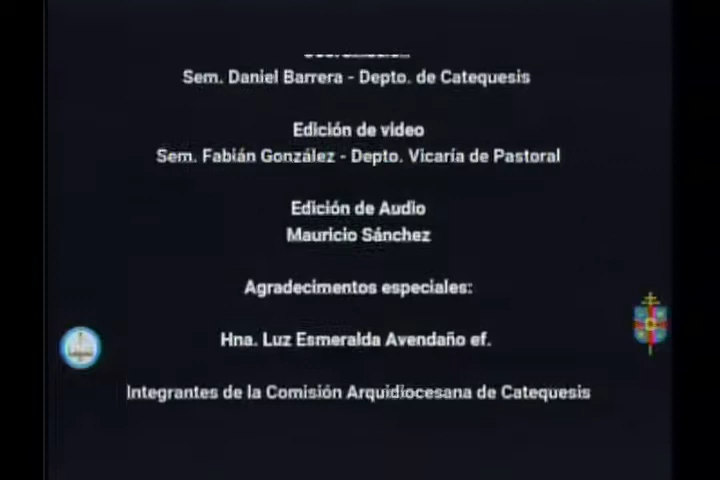 Sem. Daniel Barrera - Depto. de Catequesis
Edición de video
Sem. Fabián González - Depto. Vicaría de Pastoral
Edición de Audio
Mauricio Sánchez
Agradecimentos especiales:
Hna. Luz Esmeralda Avendaño ef.
Integrantes de la Comisión Arquidiocesana de Catequesis